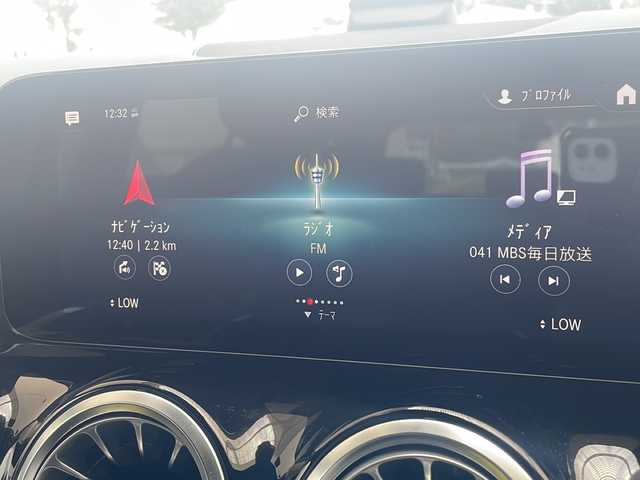 12:32
検索
プロファイル
ナビゲーション
12:40 | 2.2 km
LOW
ラジオ
FM
テーマ
メディア
041 MBS毎日放送
LOW